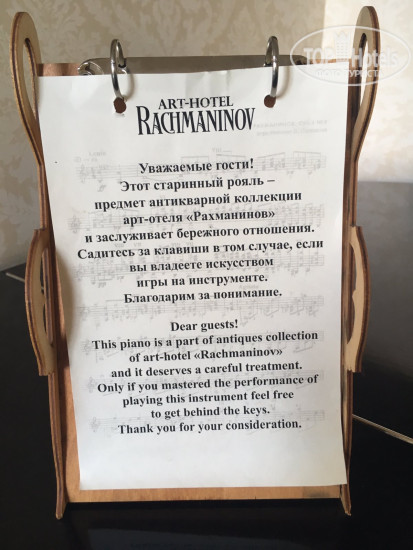 TopHotels
ART-HOTEL
RACHMANINOV
Уважаемые гости!
Этот старинный рояль –
предмет антикварной коллекции
арт-отеля «Рахманинов»
и заслуживает бережного отношения.
Садитесь за клавиши в том случае, если
вы владеете искусством
игры на инструменте.
Благодарим за понимание.
Dear guests!
This piano is a part of antiques collection
of art-hotel «Rachmaninov»
and it deserves a careful treatment.
Only if you mastered the performance of
playing this instrument feel free
to get behind the keys.
Thank you for your consideration.